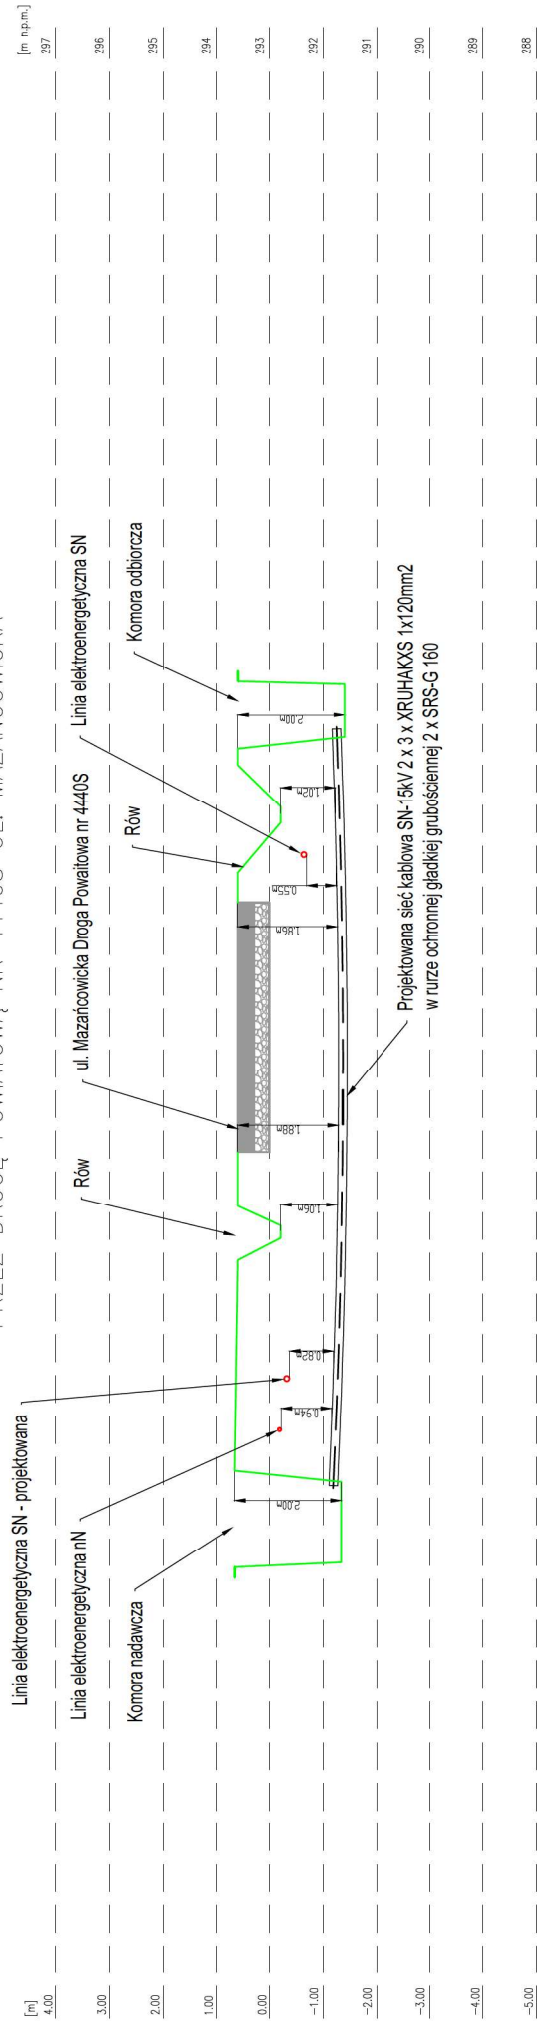 Linia elektroenergetyczna SN - projektowana
Linia elektroenergetyczna nN
Komora nadawcza
Rów
ul. Mazańcowicka Droga Powaitowa nr 4440S
Rów
Linia elektroenergetyczna SN
Komora odbiorcza
2.00m
0.94m
0.82m
1.06m
1.88m
1.86m
0.55m
1.02m
2.00m
Projektowana sieć kablowa SN-15kV 2 x 3 x XRUHAKXS 1x120mm2
w rurze ochronnej gładkiej grubościennej 2 x SRS-G 160
[m]
4.00
3.00
2.00
1.00
0.00
-1.00
-2.00
-3.00
-4.00
-5.00
[m n.p.m.]
297
296
295
294
293
292
291
290
289
288